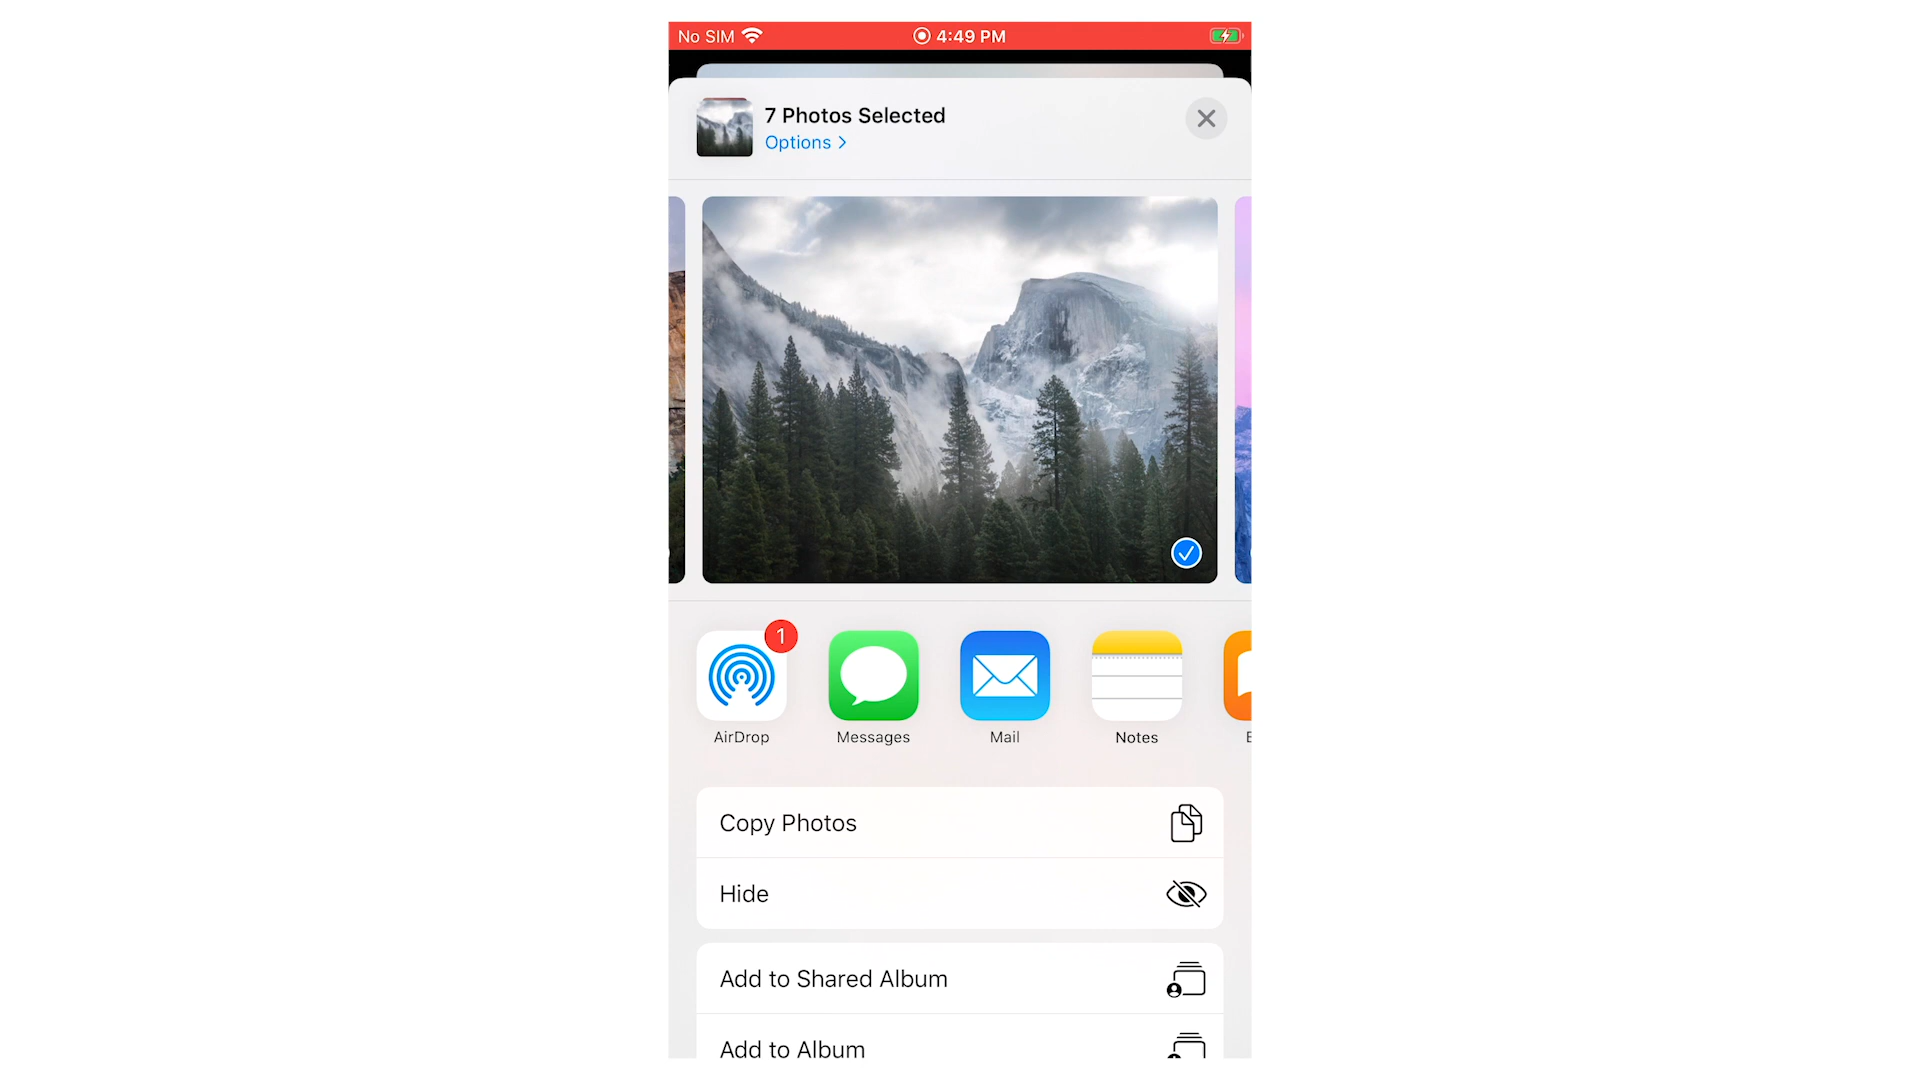 No SIM 4:49 PM
7 Photos Selected
Options >
1
AirDrop Messages Mail Notes
Copy Photos
Hide
Add to Shared Album
Add to Album